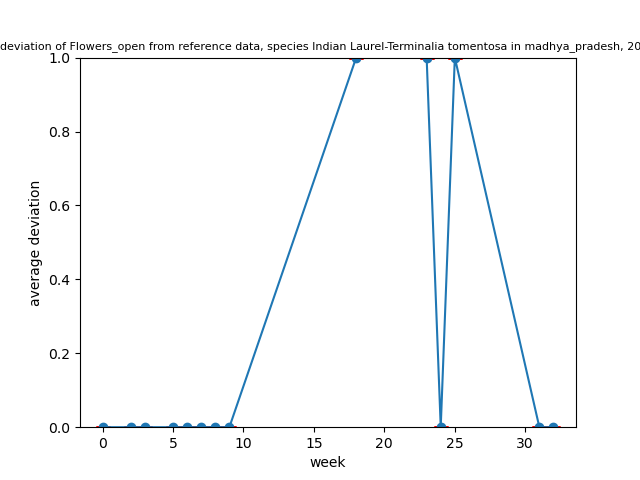 deviation of Flowers_open from reference data, species Indian Laurel-Terminalia tomentosa in madhya_pradesh, 20
1.0
0.8
0.6
0.4
0.2
0.0
average deviation
0 5 10 15 20 25 30
week